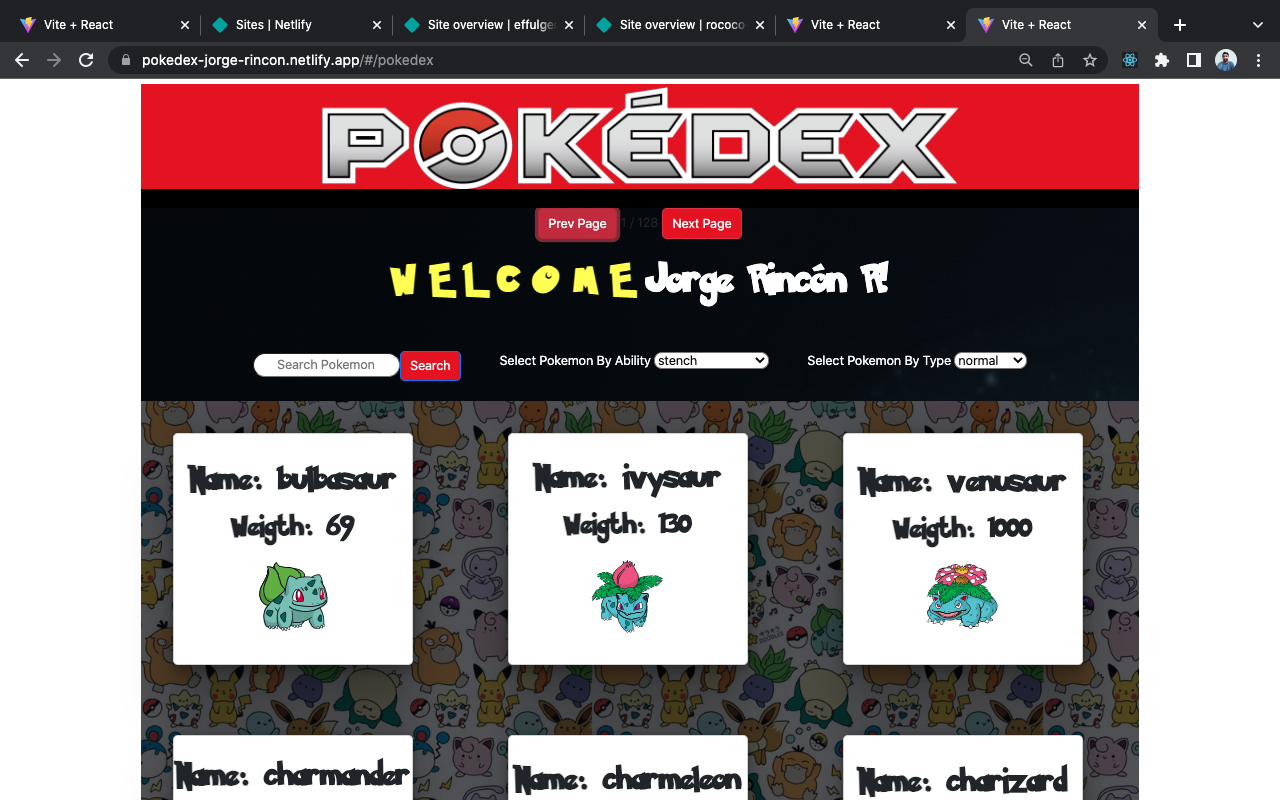 Vite + React
Sites | Netlify
Site overview | effulge
Site overview | rococo
Vite + React
Vite + React
pokedex-jorge-rincon.netlify.app/#/pokedex
POKÉDEX
Prev Page 1 / 128 Next Page
WELCOME Jorge Rincón R!
Search Pokemon Search Select Pokemon By Ability stench Select Pokemon By Type normal
Name: bulbasaur
Weigth: 69
Name: ivysaur
Weigth: 130
Name: venusaur
Weigth: 1000
Name: charmander
Name: charmeleon
Name: charizard